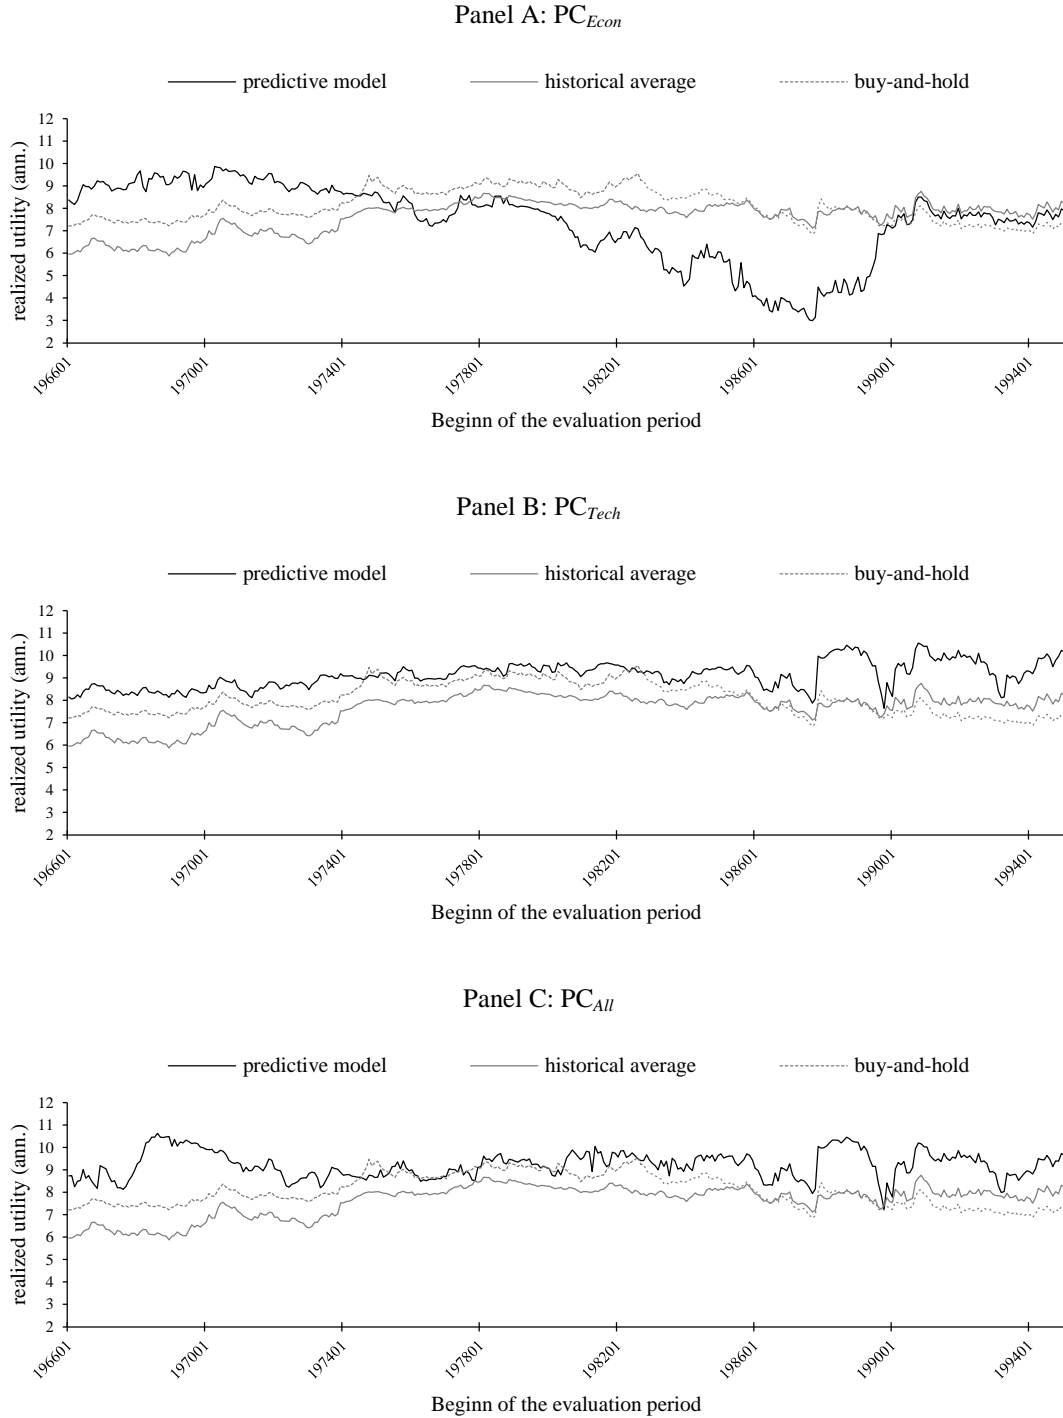 Panel A: PC_Econ
predictive model historical average buy-and-hold
realized utility (ann.)
12
11
10
9
8
7
6
5
4
3
2
196601 197001 197401 197801 198201 198601 199001 199401
Beginn of the evaluation period
Panel B: PC_Tech
predictive model historical average buy-and-hold
realized utility (ann.)
12
11
10
9
8
7
6
5
4
3
2
196601 197001 197401 197801 198201 198601 199001 199401
Beginn of the evaluation period
Panel C: PC_All
predictive model historical average buy-and-hold
realized utility (ann.)
12
11
10
9
8
7
6
5
4
3
2
196601 197001 197401 197801 198201 198601 199001 199401
Beginn of the evaluation period